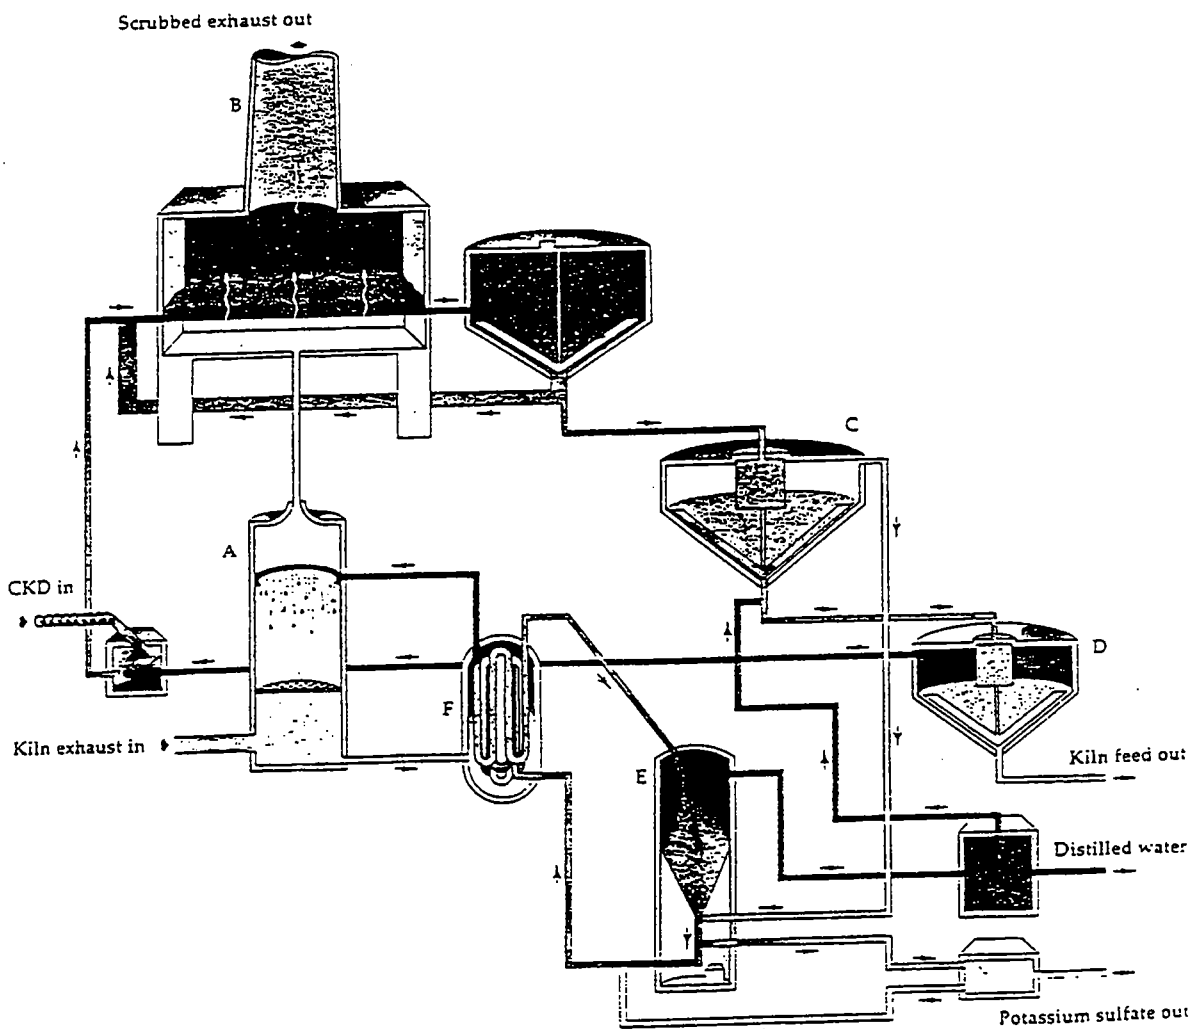 Scrubbed exhaust out
B
C
A
CKD in
D
F
Kiln exhaust in
E
Kiln feed out
Distilled water
Potassium sulfate out